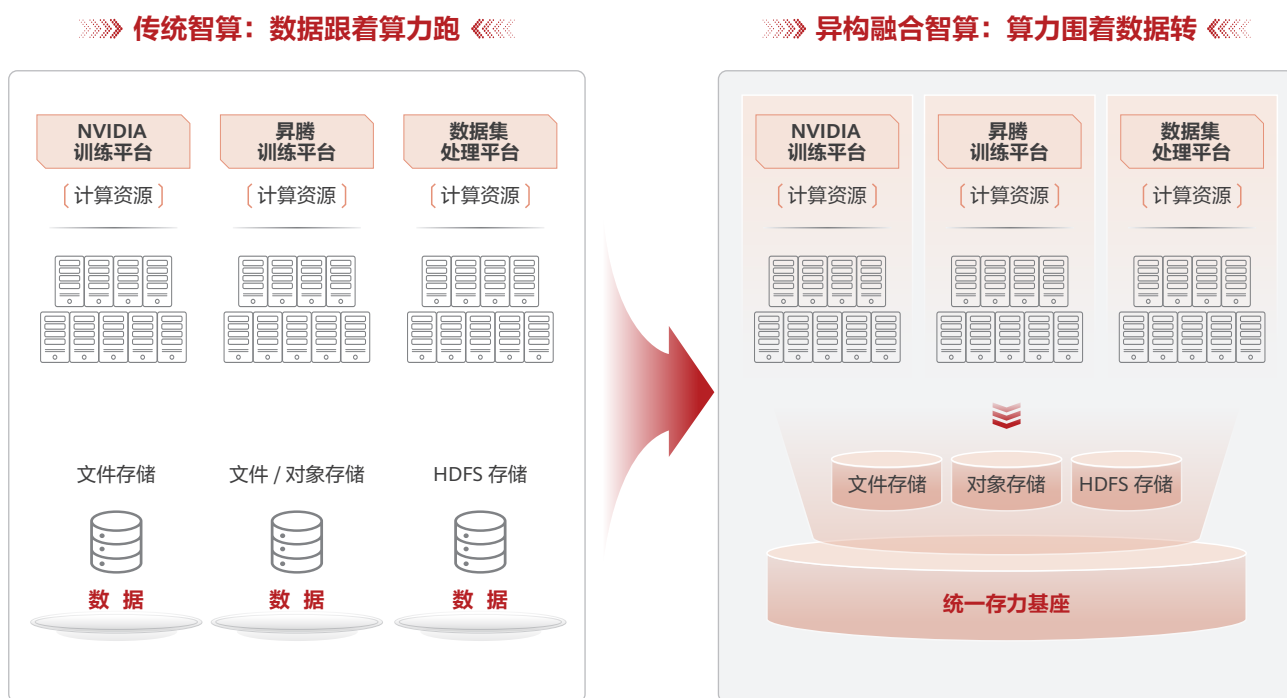 传统智算：数据跟着算力跑
NVIDIA
训练平台
昇腾
训练平台
数据集
处理平台
计算资源
计算资源
计算资源
文件存储
文件 / 对象存储
HDFS 存储
数据
数据
数据
异构融合智算：算力围着数据转
NVIDIA
训练平台
昇腾
训练平台
数据集
处理平台
计算资源
计算资源
计算资源
文件存储
对象存储
HDFS 存储
统一存力基座